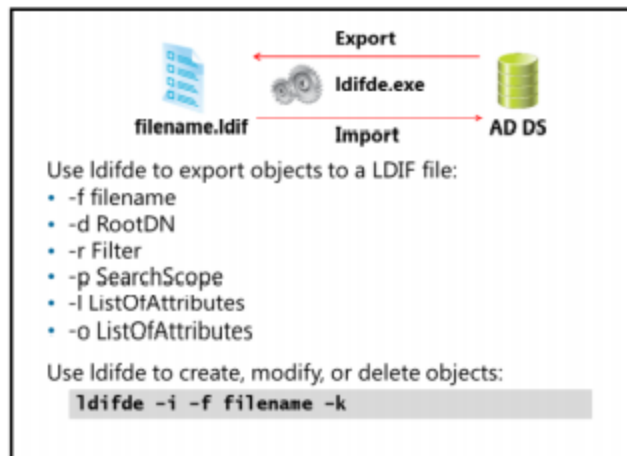 Export
ldifde.exe
filename.ldif
Import
AD DS
Use ldifde to export objects to a LDIF file:
• -f filename
• -d RootDN
• -r Filter
• -p SearchScope
• -l ListOfAttributes
• -o ListOfAttributes
Use ldifde to create, modify, or delete objects:
ldifde -i -f filename -k